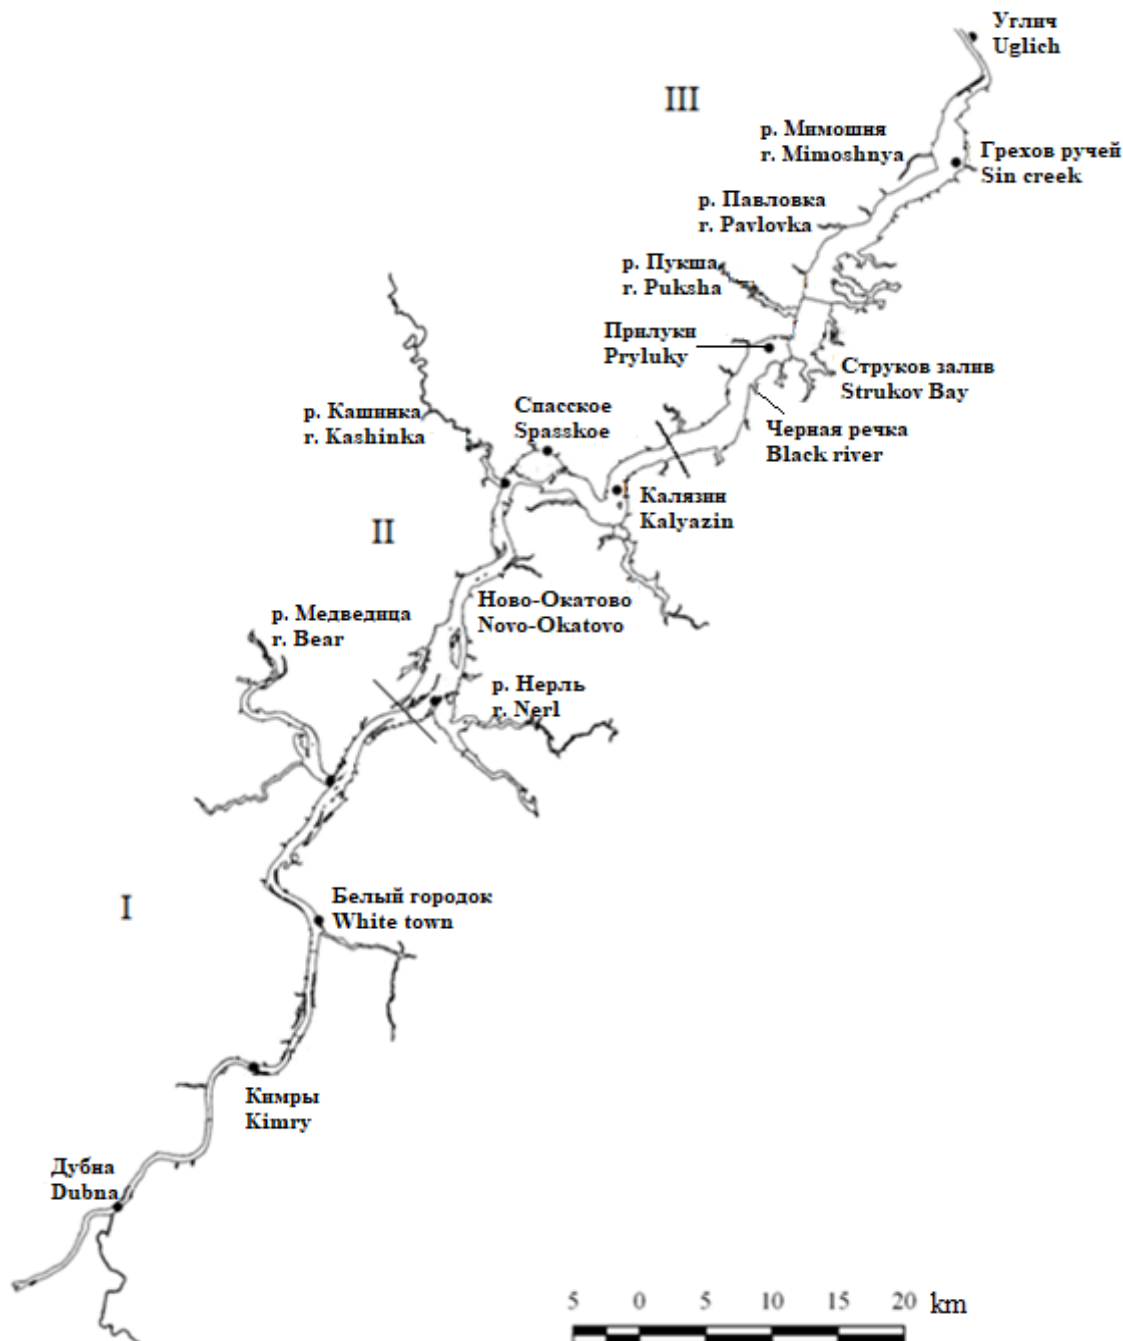 Углич
Uglich
III
р. Мимошня
r. Mimoshnya
Грехов ручей
Sin creek
р. Павловка
r. Pavlovka
р. Пукша
r. Puksha
Прилуки
Pryluky
Струков залив
Strukov Bay
р. Кашинка
r. Kashinka
Спасское
Spasskoe
Черная речка
Black river
Калязин
Kalyazin
II
Ново-Окатово
Novo-Okatovo
р. Медведица
r. Bear
р. Нерль
r. Nerl
I
Белый городок
White town
Кимры
Kimry
Дубна
Dubna
5 0 5 10 15 20 km